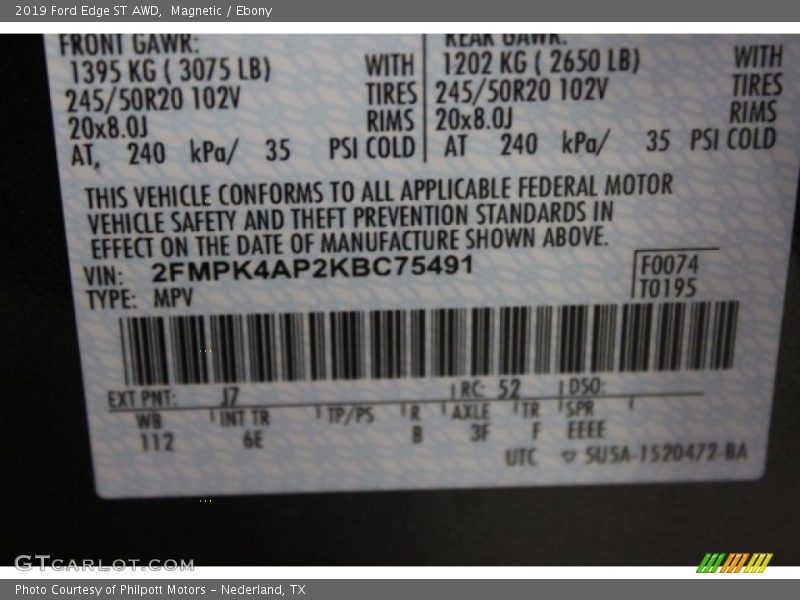 2019 Ford Edge ST AWD, Magnetic / Ebony
FRONT GAWR: REAR GAWR:
1395 KG ( 3075 LB) WITH 1202 KG ( 2650 LB) WITH
245/50R20 102V TIRES 245/50R20 102V TIRES
20x8.0J RIMS 20x8.0J RIMS
AT, 240 kPa/ 35 PSI COLD AT 240 kPa/ 35 PSI COLD
THIS VEHICLE CONFORMS TO ALL APPLICABLE FEDERAL MOTOR
VEHICLE SAFETY AND THEFT PREVENTION STANDARDS IN
EFFECT ON THE DATE OF MANUFACTURE SHOWN ABOVE.
VIN: 2FMPK4AP2KBC75491 F0074
TYPE: MPV T0195
EXT PNT: J7 RC: 52 DSO:
WB INT TR TP/PS R AXLE TR SPR
112 6E B 3F F EEEE
UTC ▽ SU5A-1520472-BA
GTCARLOT.COM
Photo Courtesy of Philpott Motors - Nederland, TX